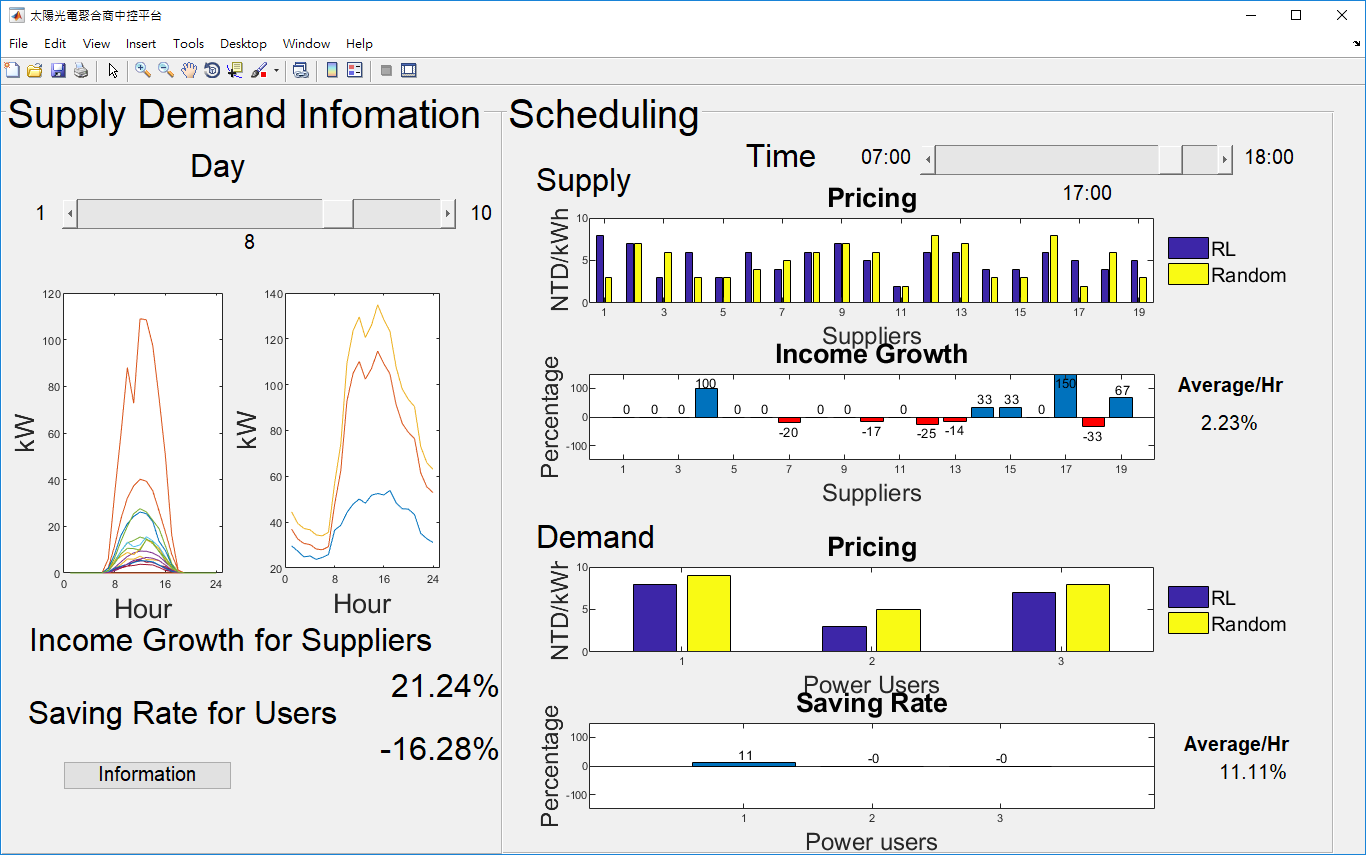 太陽光電聚合商中控平台
File Edit View Insert Tools Desktop Window Help
Supply Demand Infomation
Day
1 10
8
120
100
80
60
40
20
0
0 8 16 24
kW
Hour
140
120
100
80
60
40
20
0 8 16 24
kW
Hour
Income Growth for Suppliers
21.24%
Saving Rate for Users
-16.28%
Information
Scheduling
Time 07:00 18:00
17:00
Supply
Pricing
NTD/kWh
10
5
0
1 3 5 7 9 11 13 15 17 19
Suppliers
RL
Random
Income Growth
Percentage
100
0
-100
0 0 0 100 0 0 -20 0 0 -17 0 -25 -14 33 33 0 150 -33 67
1 3 5 7 9 11 13 15 17 19
Suppliers
Average/Hr
2.23%
Demand
Pricing
NTD/kWh
10
5
0
1 2 3
Power Users
RL
Random
Saving Rate
Percentage
100
0
-100
11 -0 -0
1 2 3
Power users
Average/Hr
11.11%